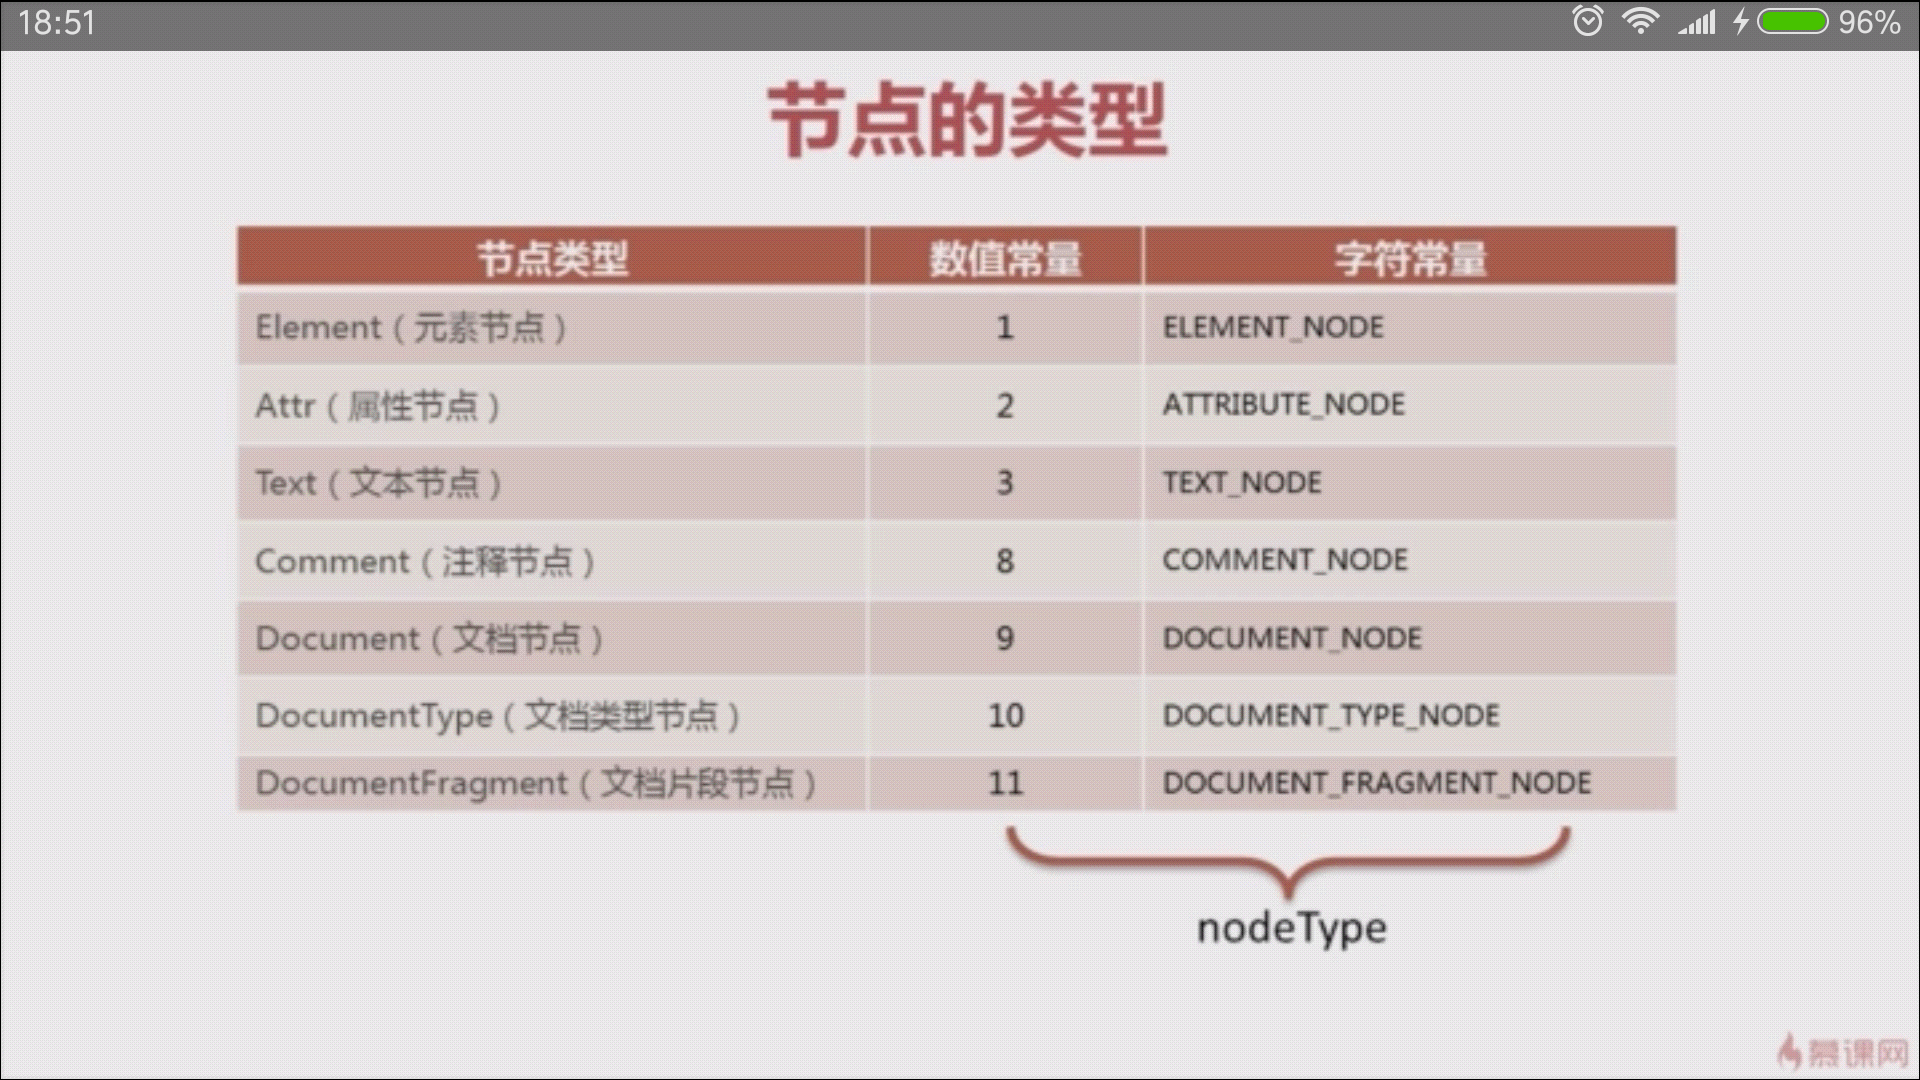 18:51 96%
节点的类型
节点类型 数值常量 字符常量
Element（元素节点） 1 ELEMENT_NODE
Attr（属性节点） 2 ATTRIBUTE_NODE
Text（文本节点） 3 TEXT_NODE
Comment（注释节点） 8 COMMENT_NODE
Document（文档节点） 9 DOCUMENT_NODE
DocumentType（文档类型节点） 10 DOCUMENT_TYPE_NODE
DocumentFragment（文档片段节点） 11 DOCUMENT_FRAGMENT_NODE
nodeType
慕课网